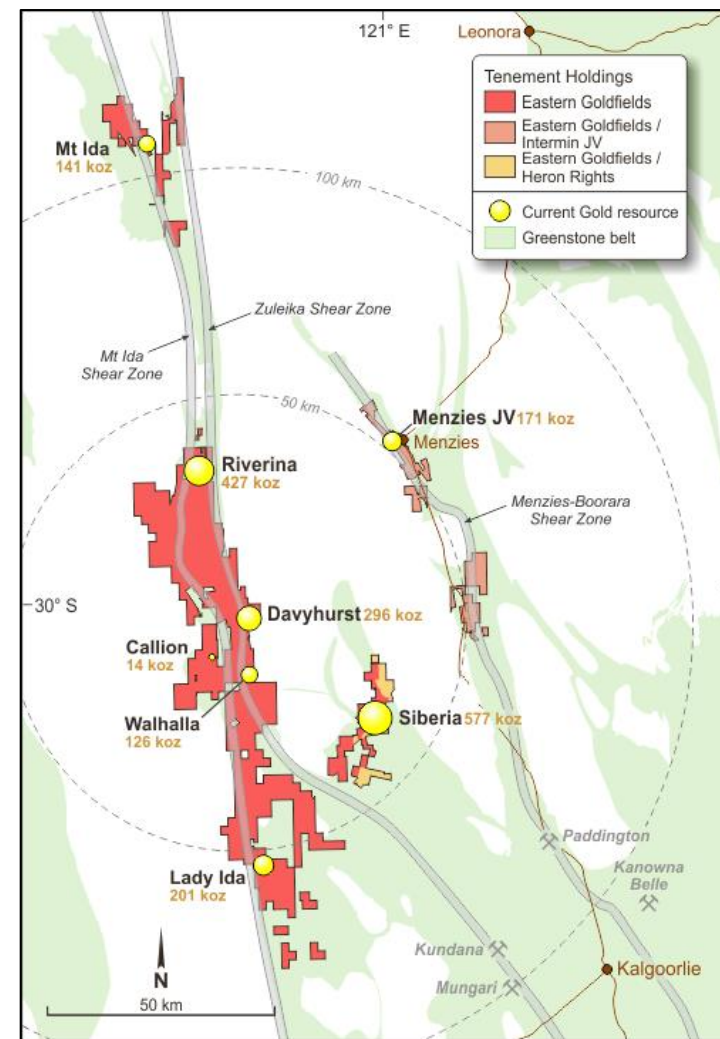 121° E
Leonora
Tenement Holdings
Eastern Goldfields
Eastern Goldfields /
Intermin JV
Eastern Goldfields /
Heron Rights
Current Gold resource
Greenstone belt
Mt Ida
141 koz
100 km
Zuleika Shear Zone
Mt Ida
Shear Zone
50 km
Menzies JV 171 koz
Menzies
Riverina
427 koz
Menzies-Boorara
Shear Zone
30° S
Davyhurst 296 koz
Callion
14 koz
Walhalla
126 koz
Siberia 577 koz
Paddington
Kanowna
Belle
Lady Ida
201 koz
Kundana
Mungari
Kalgoorlie
N
50 km